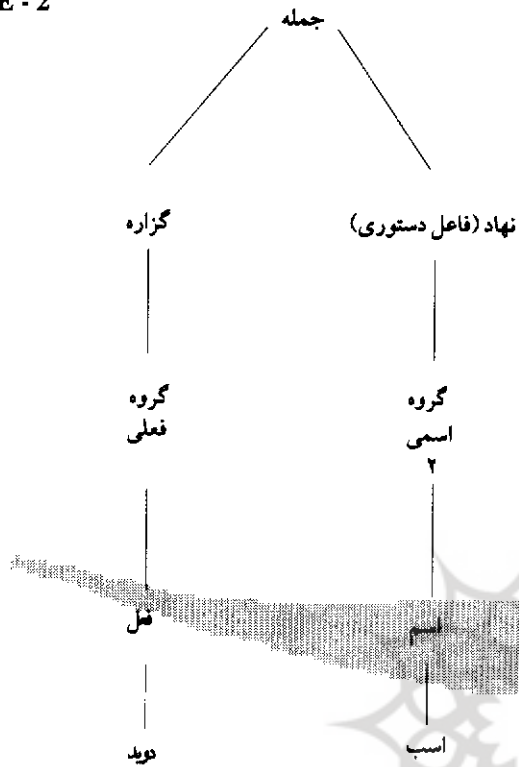 E - 2
جمله
نهاد (فاعل دستوری)
گزاره
گروه
اسمی
۲
گروه
فعلی
اسم
فعل
اسب
دوید